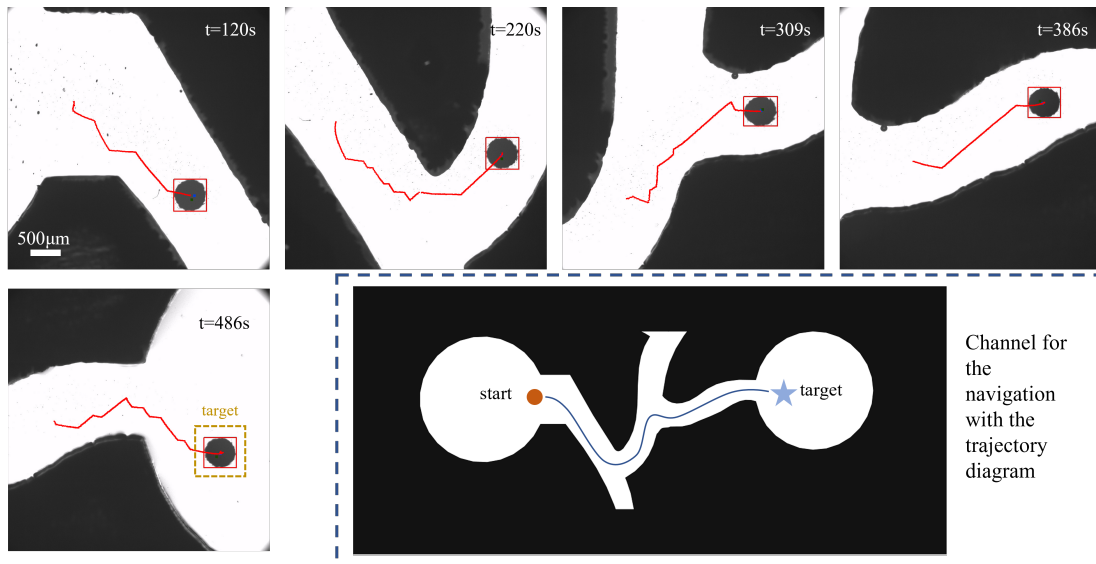 t=120s
t=220s
t=309s
t=386s
500μm
t=486s
target
start
target
Channel for
the
navigation
with the
trajectory
diagram